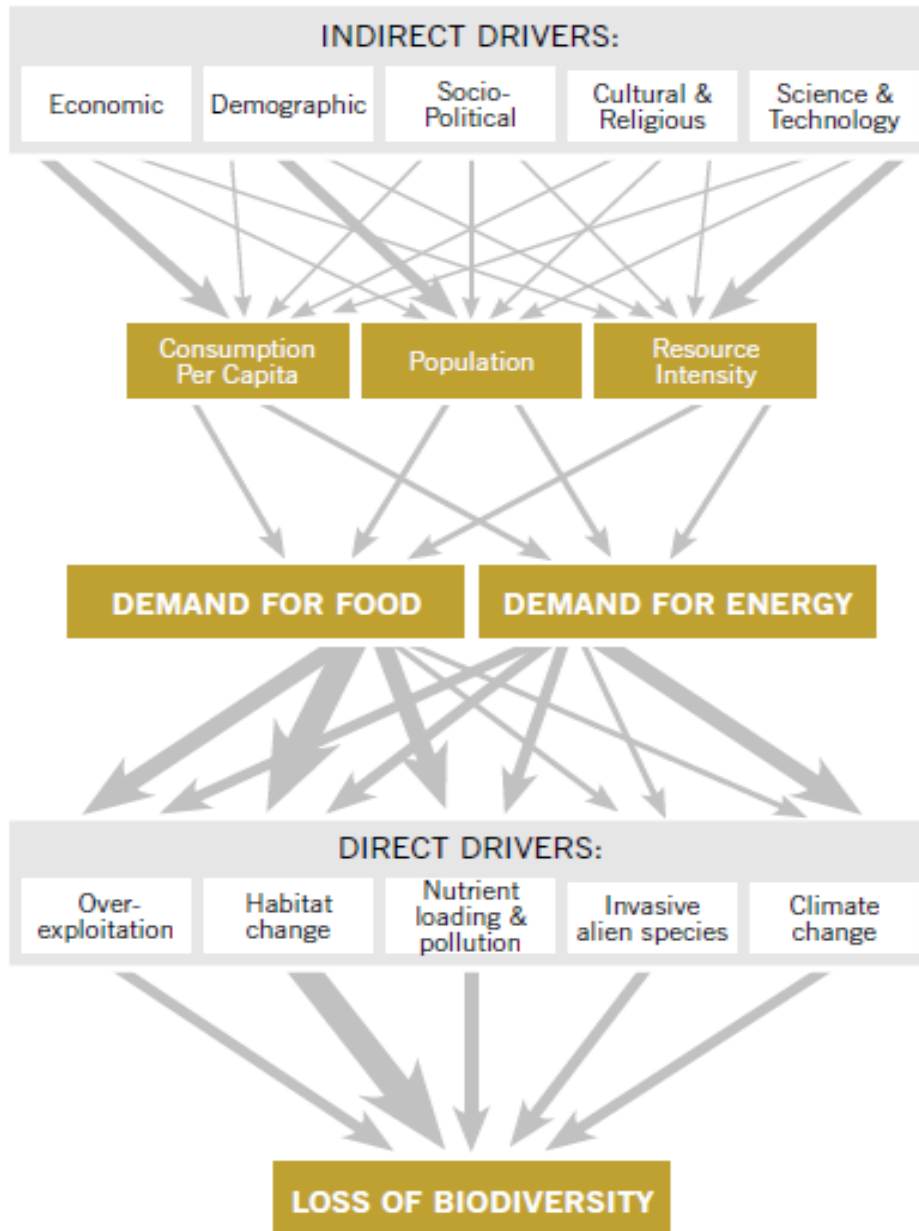 INDIRECT DRIVERS:
Economic
Demographic
Socio-
Political
Cultural &
Religious
Science &
Technology
Consumption
Per Capita
Population
Resource
Intensity
DEMAND FOR FOOD
DEMAND FOR ENERGY
DIRECT DRIVERS:
Over-
exploitation
Habitat
change
Nutrient
loading &
pollution
Invasive
alien species
Climate
change
LOSS OF BIODIVERSITY